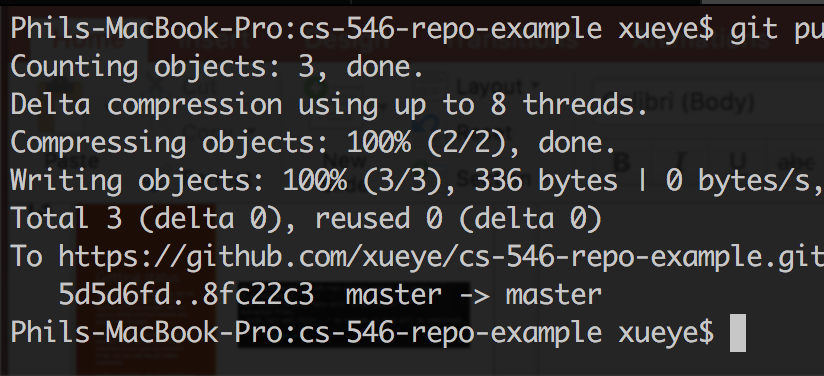 Phils-MacBook-Pro:cs-546-repo-example xueye$ git pu
Counting objects: 3, done.
Delta compression using up to 8 threads.
Compressing objects: 100% (2/2), done.
Writing objects: 100% (3/3), 336 bytes | 0 bytes/s,
Total 3 (delta 0), reused 0 (delta 0)
To https://github.com/xueye/cs-546-repo-example.git
5d5d6fd..8fc22c3 master -> master
Phils-MacBook-Pro:cs-546-repo-example xueye$